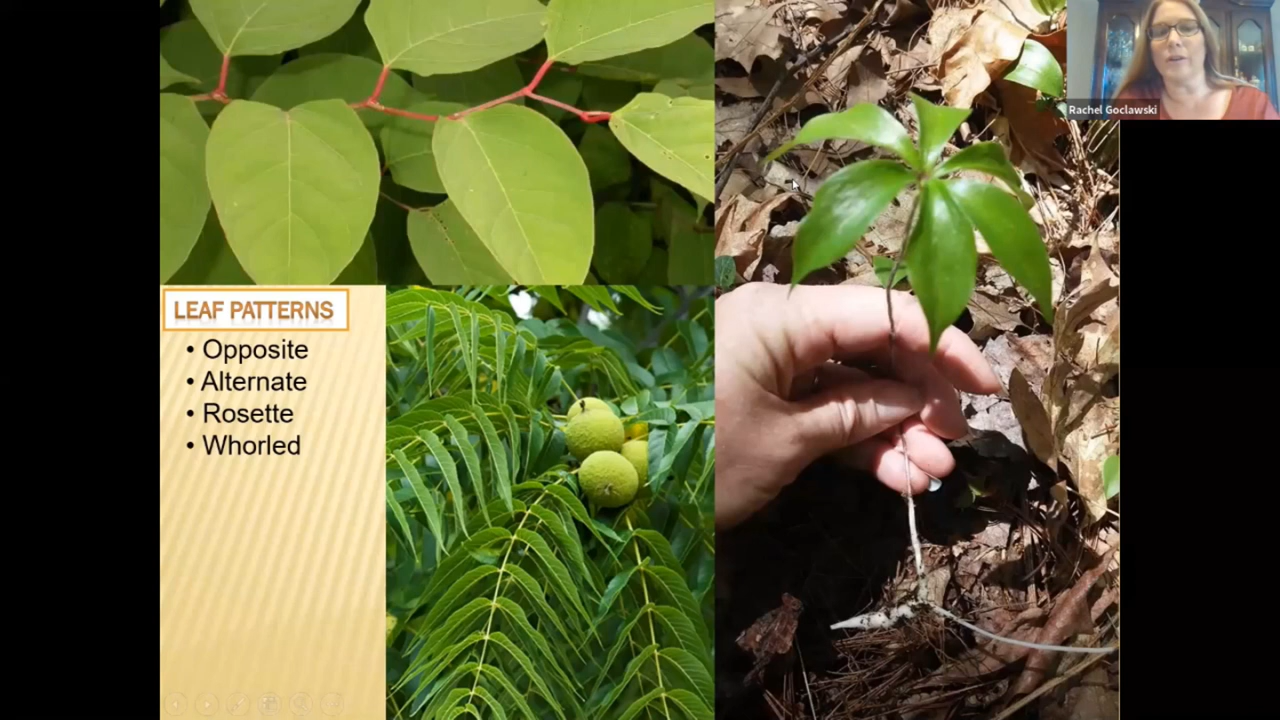 Rachel Goclawski
LEAF PATTERNS
• Opposite
• Alternate
• Rosette
• Whorled